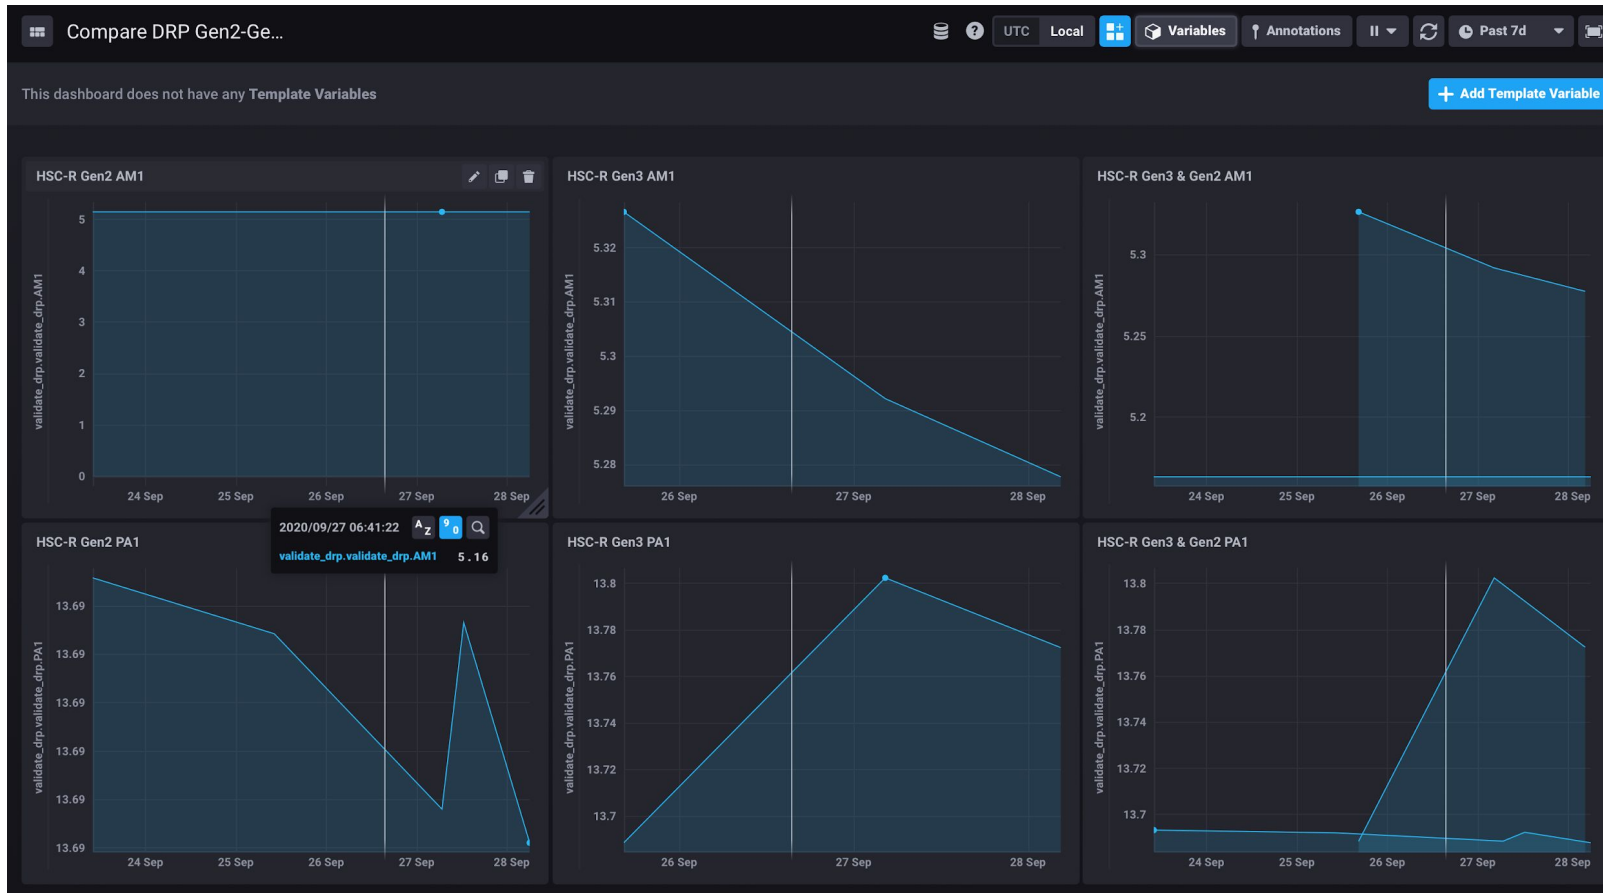 Compare DRP Gen2-Ge...
UTC Local Variables Annotations Past 7d
This dashboard does not have any Template Variables
Add Template Variable
HSC-R Gen2 AM1
validate_drp.validate_drp.AM1
5
4
3
2
1
0
24 Sep 25 Sep 26 Sep 27 Sep 28 Sep
HSC-R Gen3 AM1
validate_drp.validate_drp.AM1
5.32
5.31
5.3
5.29
5.28
26 Sep 27 Sep 28 Sep
HSC-R Gen3 & Gen2 AM1
validate_drp.validate_drp.AM1
5.3
5.25
5.2
24 Sep 25 Sep 26 Sep 27 Sep 28 Sep
2020/09/27 06:41:22 A Z 9 0
validate_drp.validate_drp.AM1 5.16
HSC-R Gen2 PA1
validate_drp.validate_drp.PA1
13.69
13.69
13.69
13.69
13.69
13.69
24 Sep 25 Sep 26 Sep 27 Sep 28 Sep
HSC-R Gen3 PA1
validate_drp.validate_drp.PA1
13.8
13.78
13.76
13.74
13.72
13.7
26 Sep 27 Sep 28 Sep
HSC-R Gen3 & Gen2 PA1
validate_drp.validate_drp.PA1
13.8
13.78
13.76
13.74
13.72
13.7
24 Sep 25 Sep 26 Sep 27 Sep 28 Sep